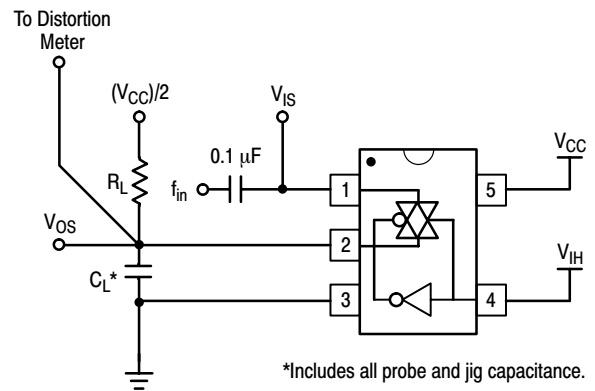 To Distortion
Meter
(V_CC)/2
V_IS
0.1 μF
V_CC
R_L
f_in
1
5
V_OS
2
V_IH
C_L*
3
4
*Includes all probe and jig capacitance.